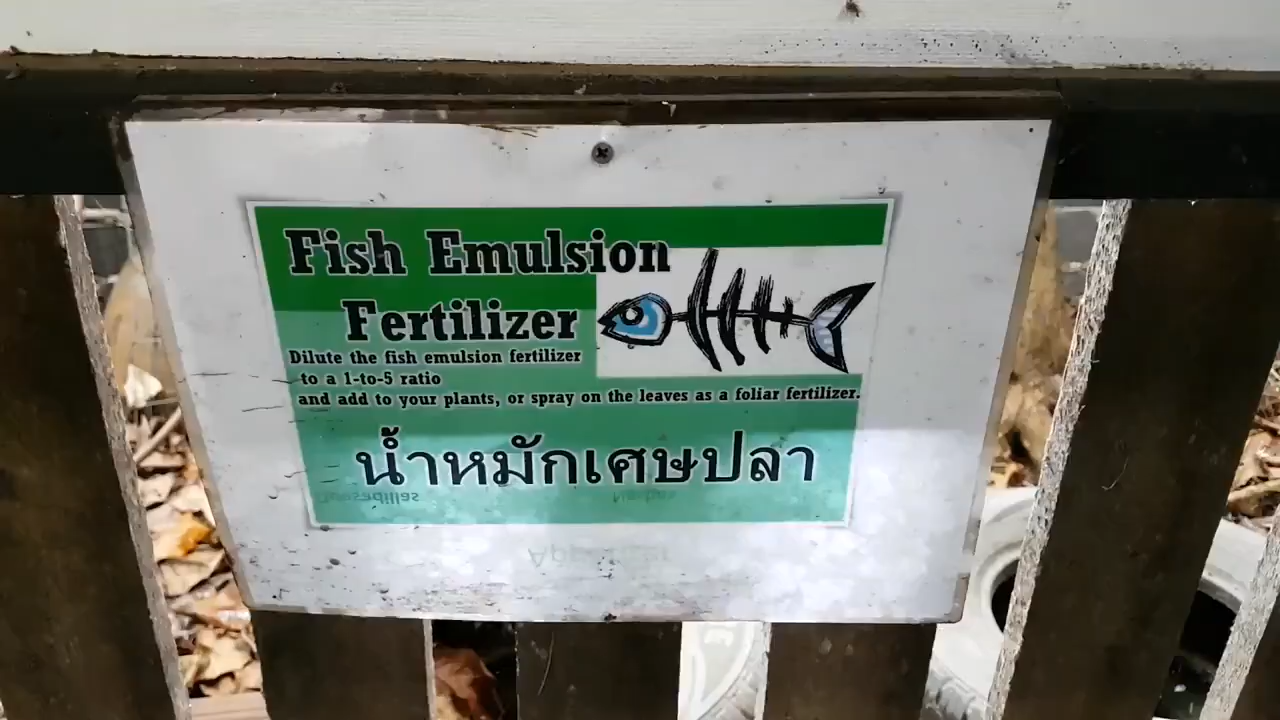 Fish Emulsion
Fertilizer
Dilute the fish emulsion fertilizer
to a 1-to-5 ratio
and add to your plants, or spray on the leaves as a foliar fertilizer.
น้ำหมักเศษปลา